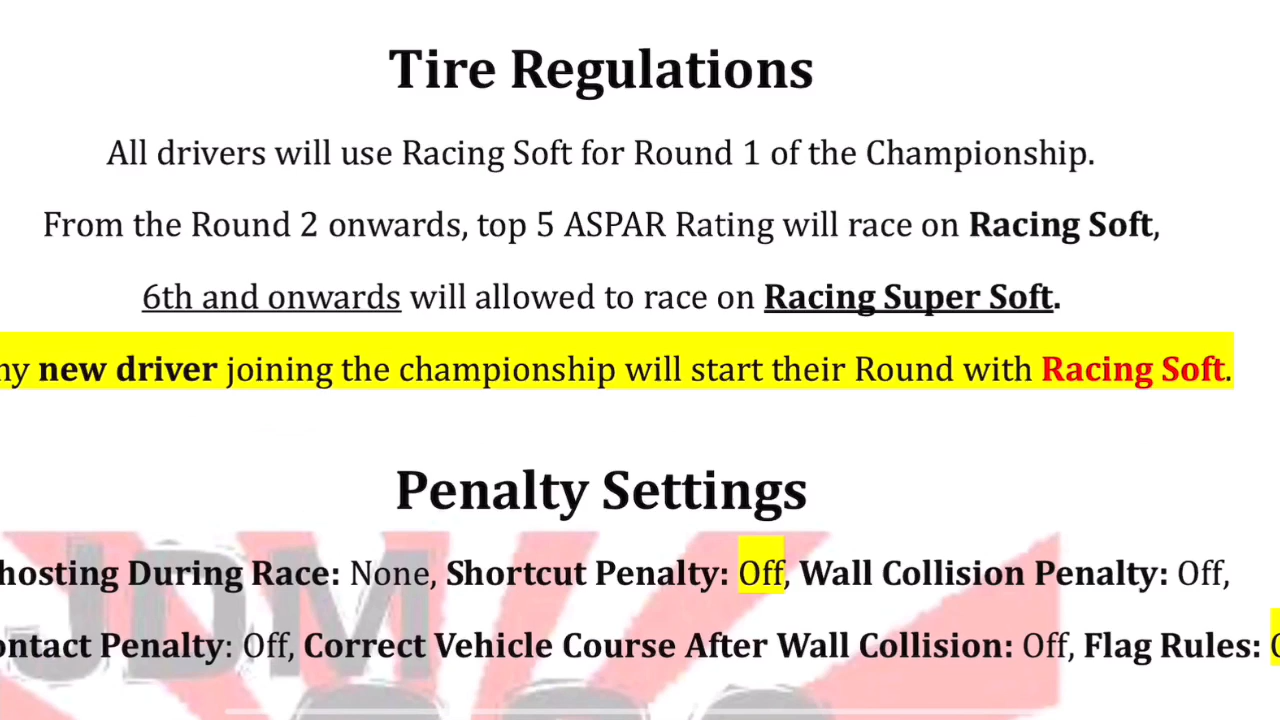 Tire Regulations
All drivers will use Racing Soft for Round 1 of the Championship.
From the Round 2 onwards, top 5 ASPAR Rating will race on Racing Soft,
6th and onwards will allowed to race on Racing Super Soft.
new driver joining the championship will start their Round with Racing Soft.
Penalty Settings
During Race: None, Shortcut Penalty: Off, Wall Collision Penalty: Off,
Penalty: Off, Correct Vehicle Course After Wall Collision: Off, Flag Rules:
JDM